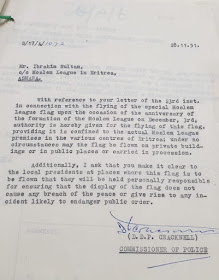 S/17/4/
28.11.51.
Mr. Ibrahim Sultan,
c/o Moslem League in Eritrea,
ASMARA.
With reference to your letter of the 23rd inst.
in connection with the flying of the special Moslem
League flag upon the occasion of the anniversary of
the formation of the Moslem League on December, 3rd,
authority is hereby given for the flying of this flag,
providing it is confined to the actual Moslem League
premises in the various centres of Eritrea; under no
circumstances may the flag be flown on private build-
ings or in public places or carried in procession.
Additionally, I ask that you make it clear to
the local presidents at places where this flag is to
be flown that they will be held personally responsible
for ensuring that the display of the flag does not
cause any breach of the peace or give rise to any in-
cident likely to endanger public order.
(D.B.F. CRACKNELL)
COMMISSIONER OF POLICE